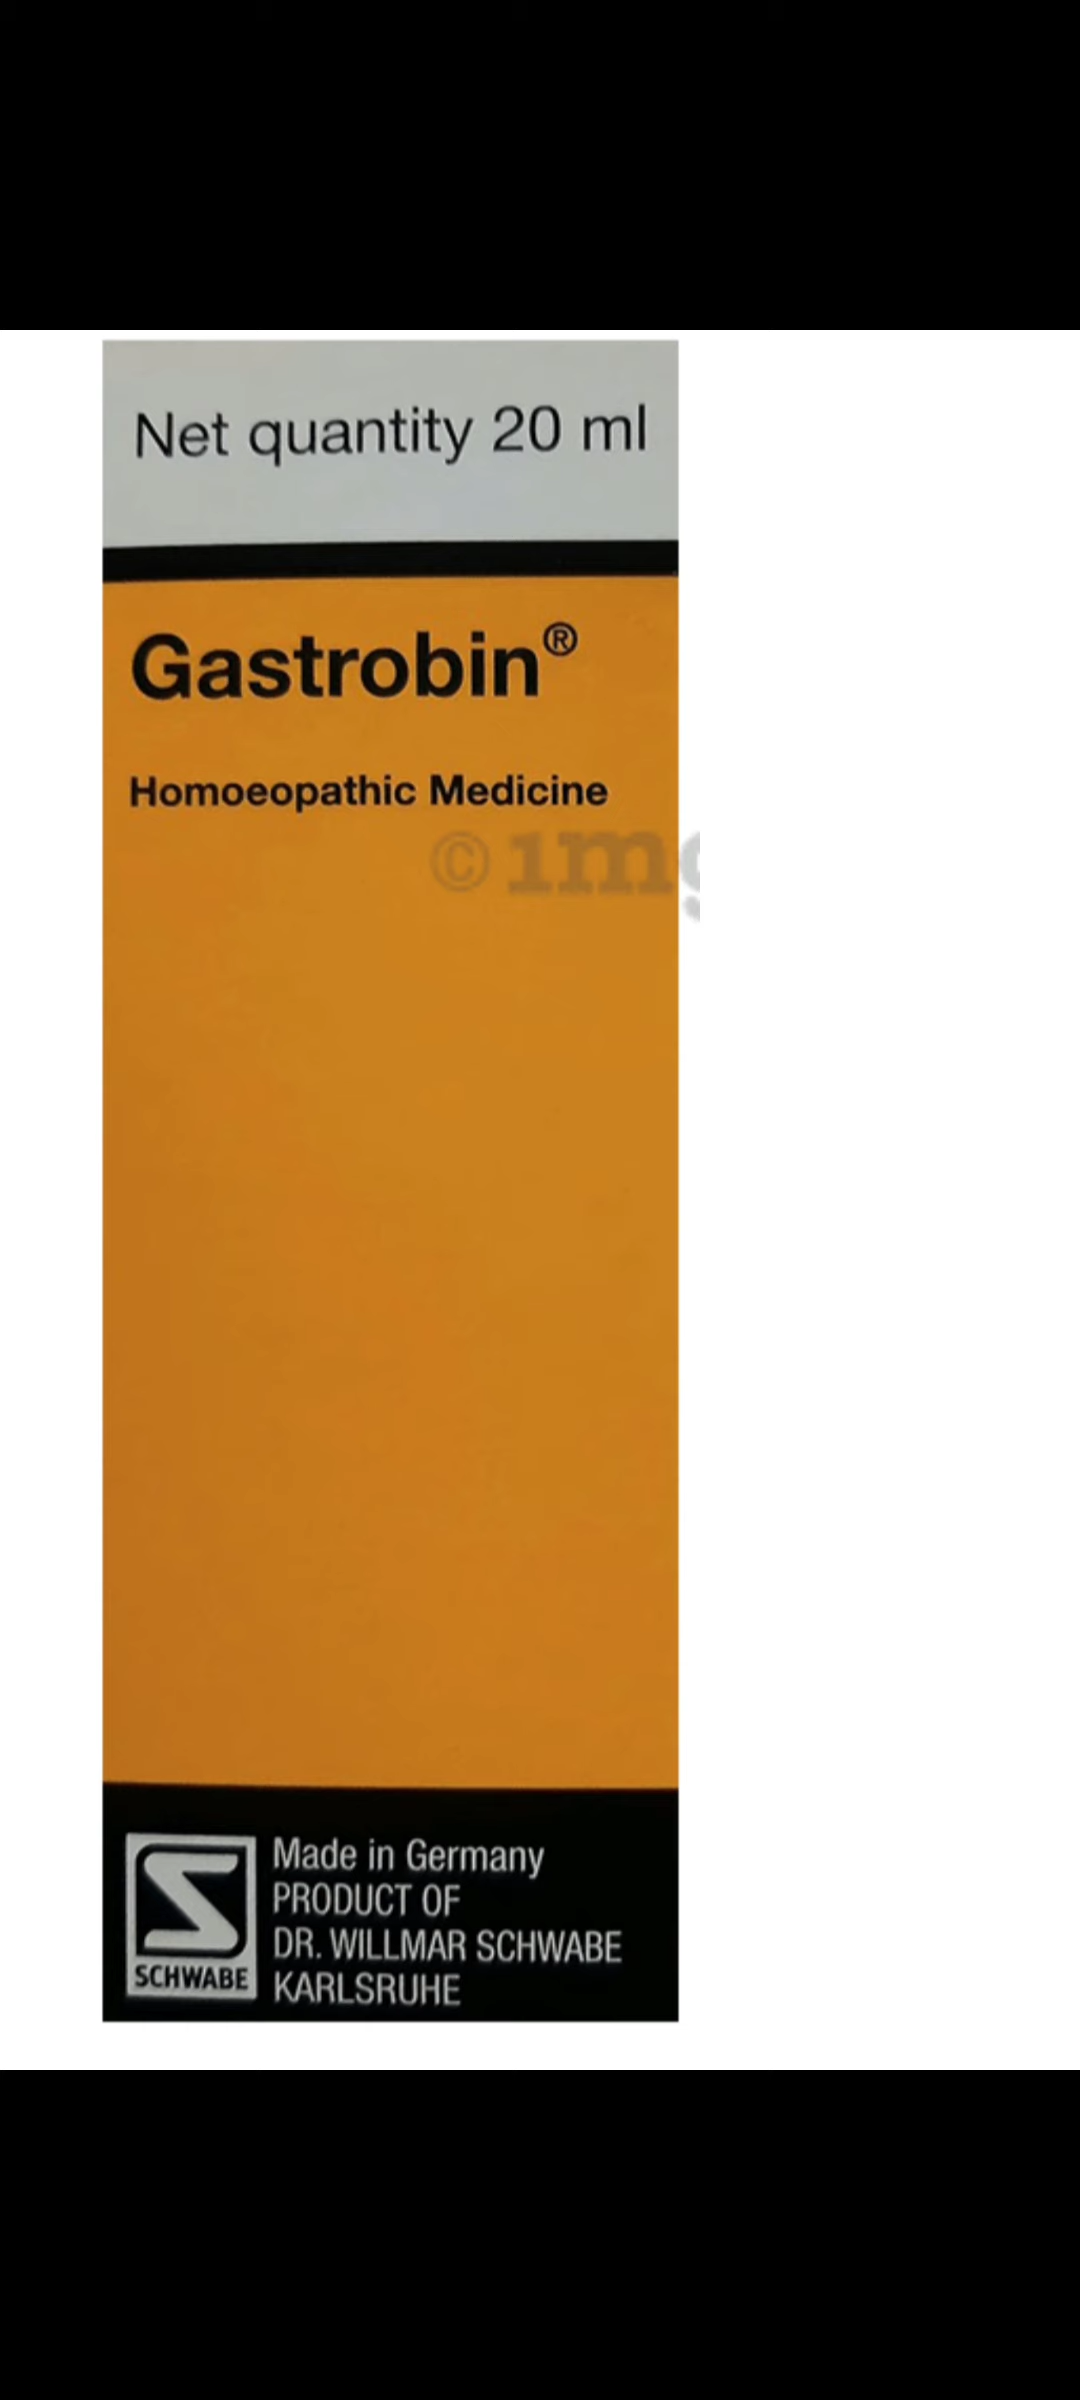 Net quantity 20 ml
Gastrobin®
Homoeopathic Medicine
© 1mg
Made in Germany
PRODUCT OF
DR. WILLMAR SCHWABE
KARLSRUHE
SCHWABE